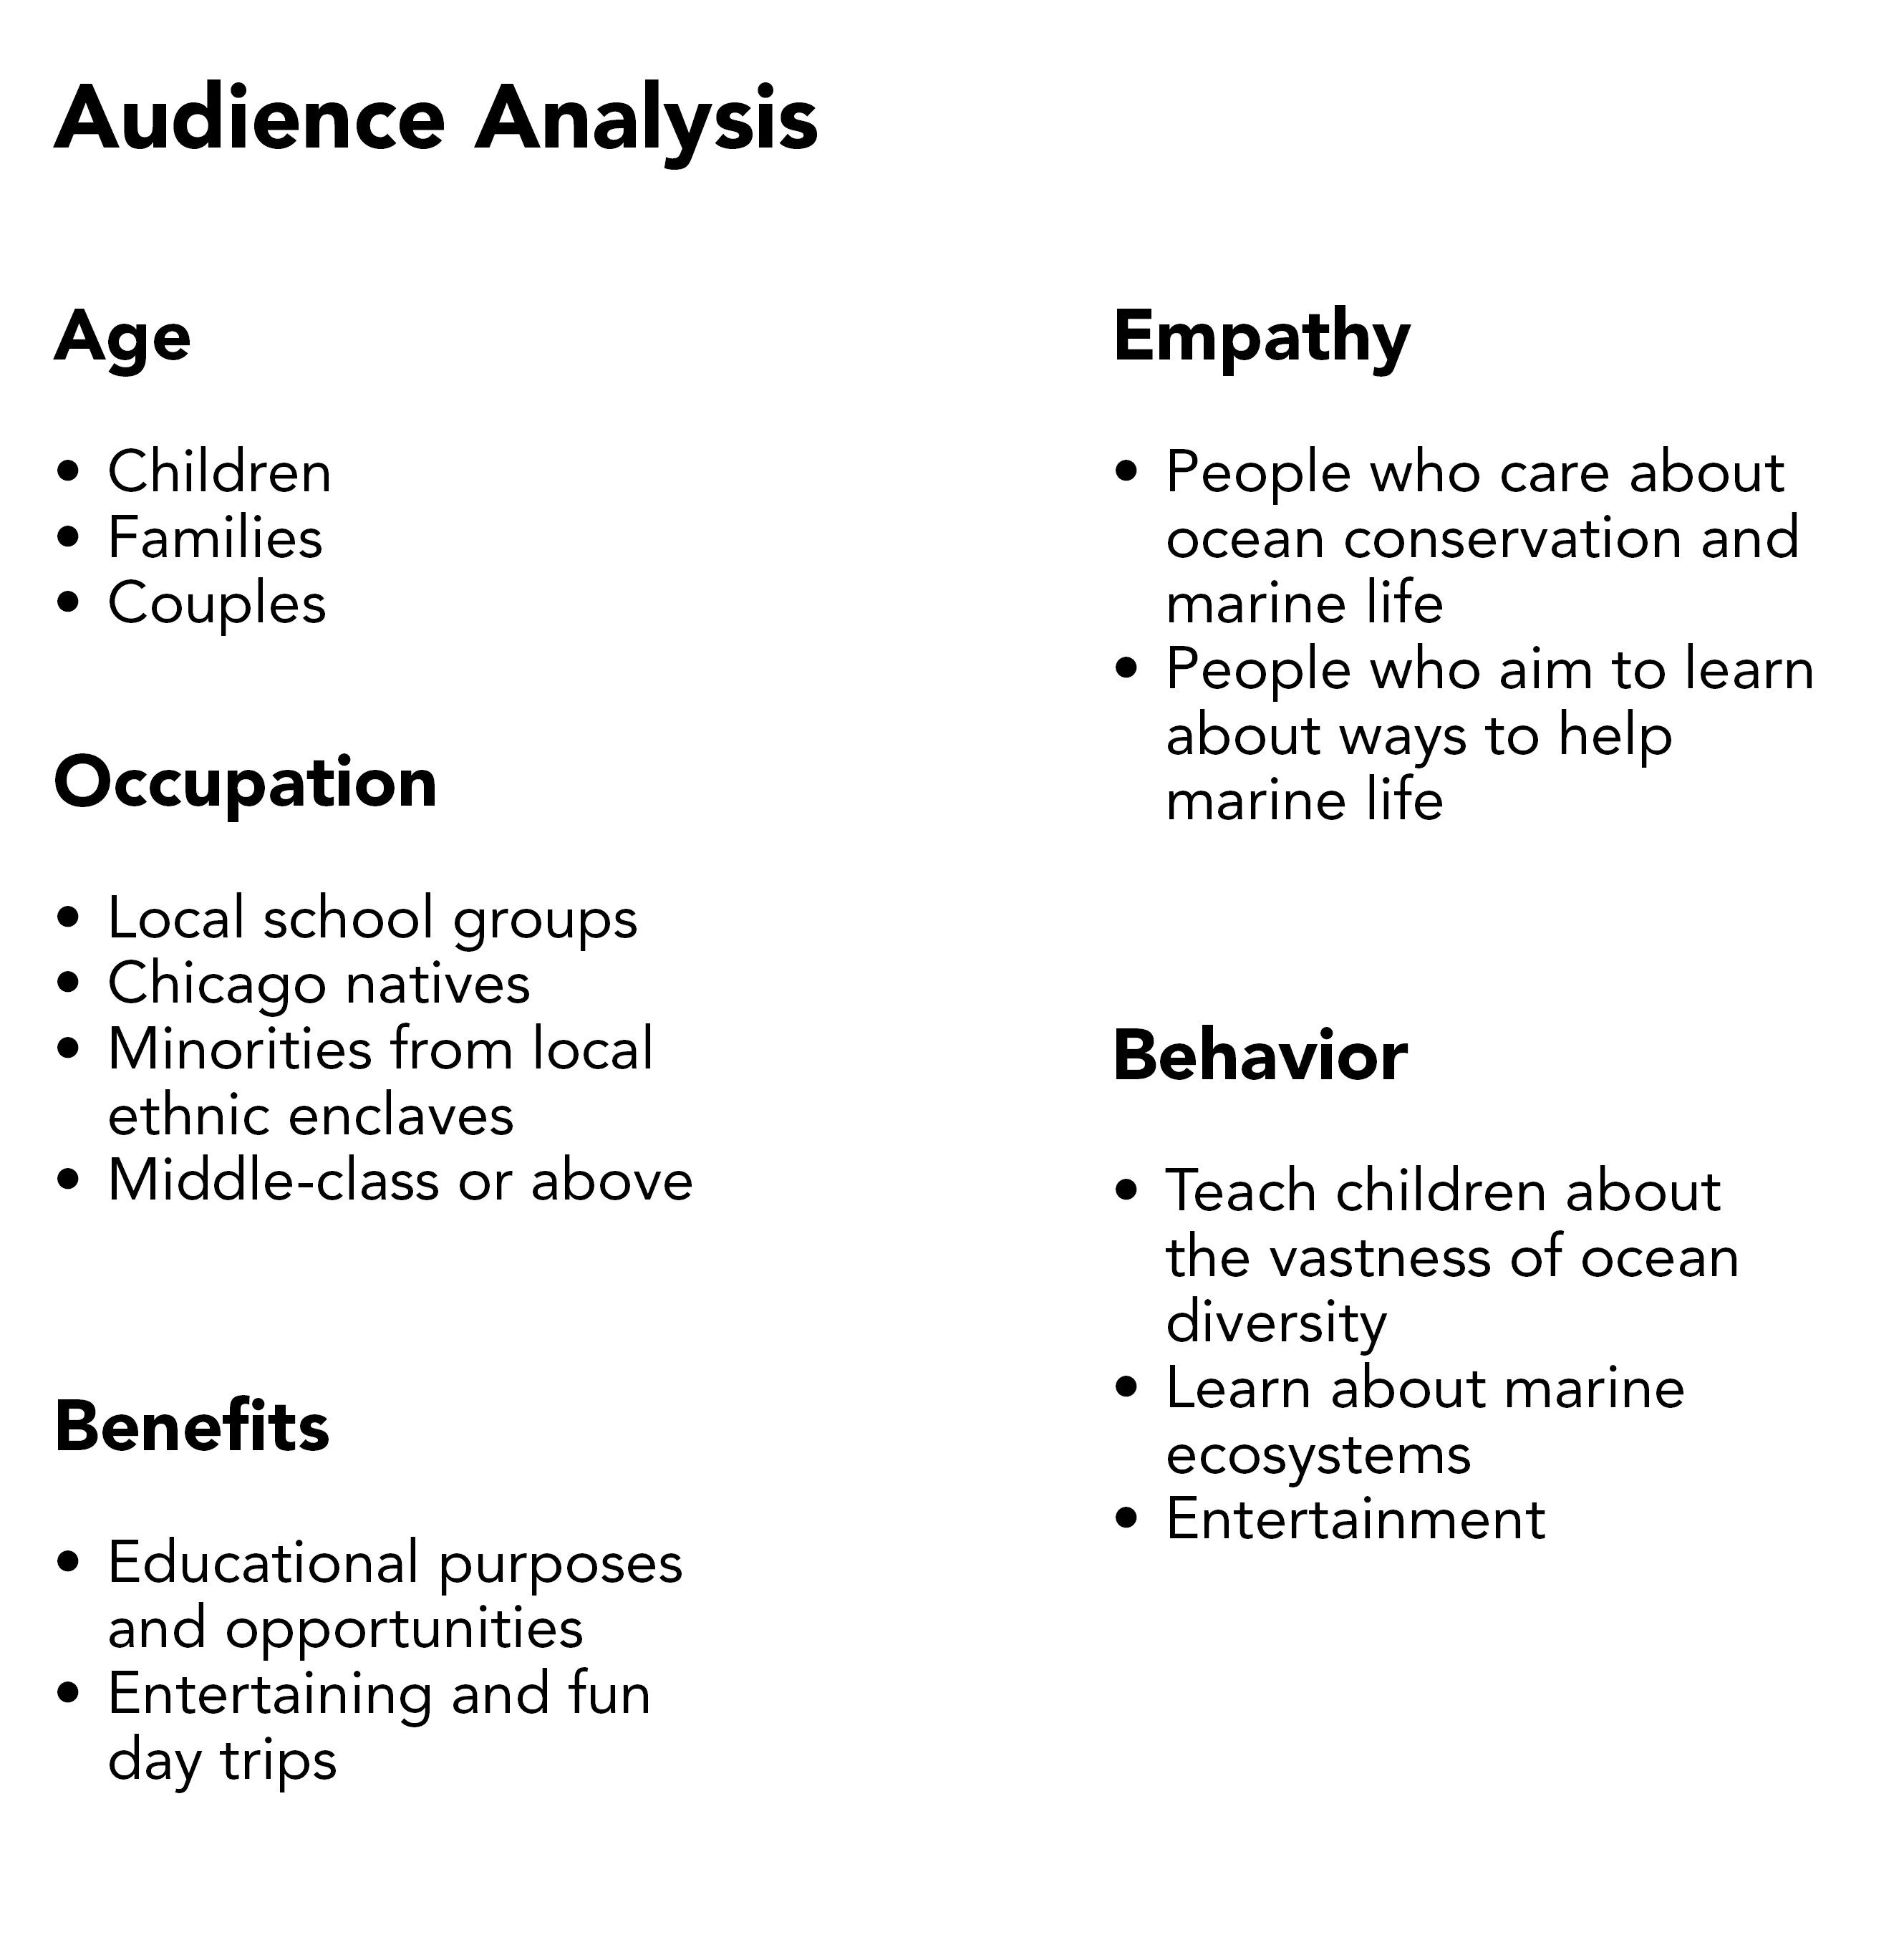 Audience Analysis
Age
• Children
• Families
• Couples
Occupation
• Local school groups
• Chicago natives
• Minorities from local
ethnic enclaves
• Middle-class or above
Benefits
• Educational purposes
and opportunities
• Entertaining and fun
day trips
Empathy
• People who care about
ocean conservation and
marine life
• People who aim to learn
about ways to help
marine life
Behavior
• Teach children about
the vastness of ocean
diversity
• Learn about marine
ecosystems
• Entertainment